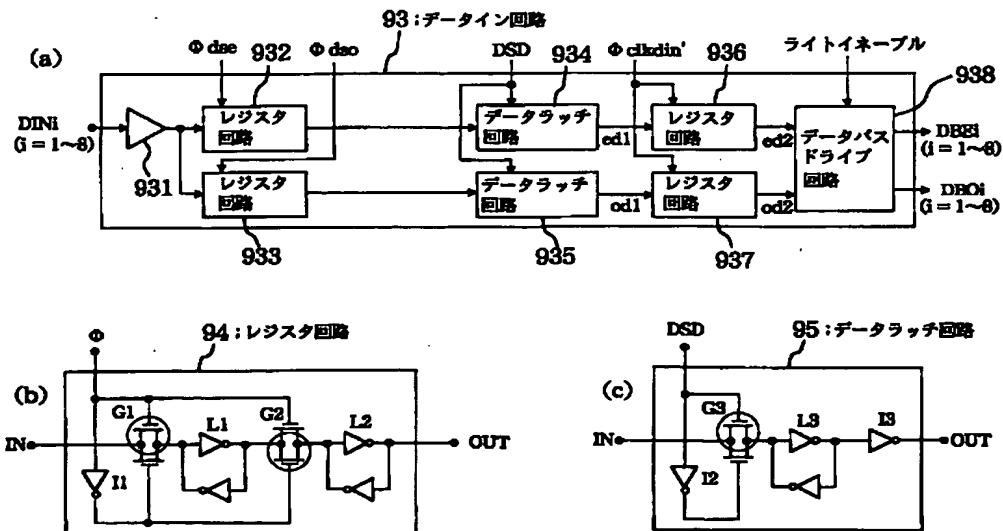 93;データイン回路
(a)
Φ dse
932
Φ dso
DSD
934
Φ clkdin'
936
ライトイネーブル
938
DINi
(i = 1~8)
931
レジスタ
回路
データラッチ
回路
ed1
レジスタ
回路
ed2
データバス
ドライブ
回路
DBEi
(i = 1~8)
レジスタ
回路
データラッチ
回路
od1
レジスタ
回路
od2
DBOi
(i = 1~8)
933
935
937
Φ
94;レジスタ回路
(b)
G1
L1
G2
L2
IN
OUT
I1
DSD
95;データラッチ回路
(c)
G3
L3
I3
IN
OUT
I2